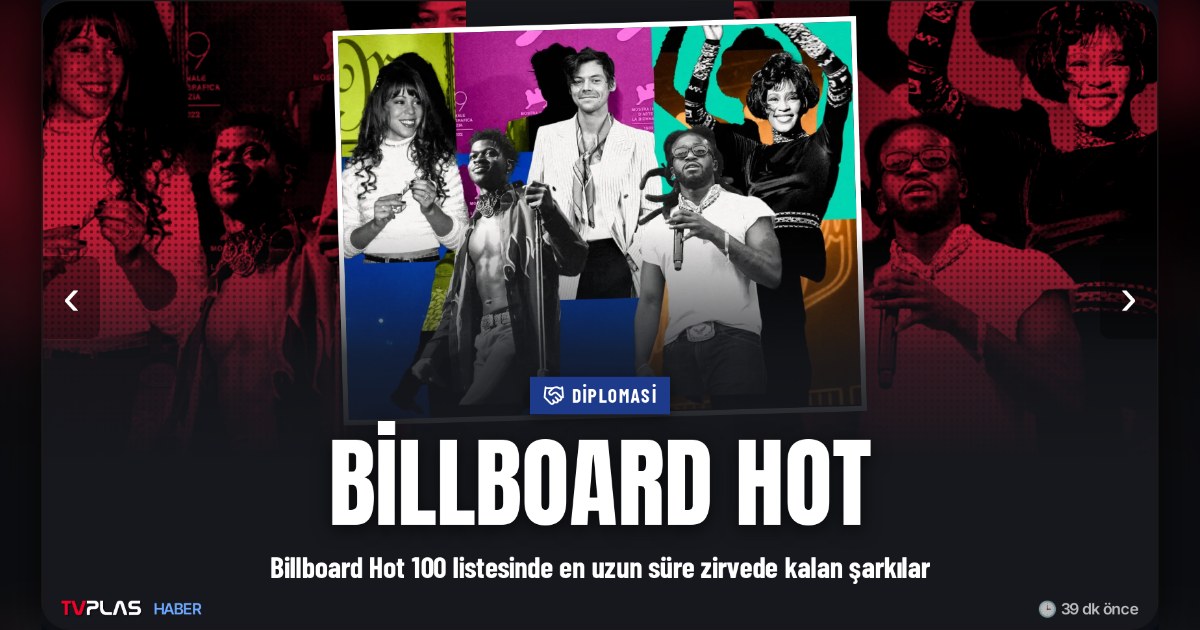 DİPLOMASİ
BİLLBOARD HOT
Billboard Hot 100 listesinde en uzun süre zirvede kalan şarkılar
TVPLAS HABER
39 dk önce